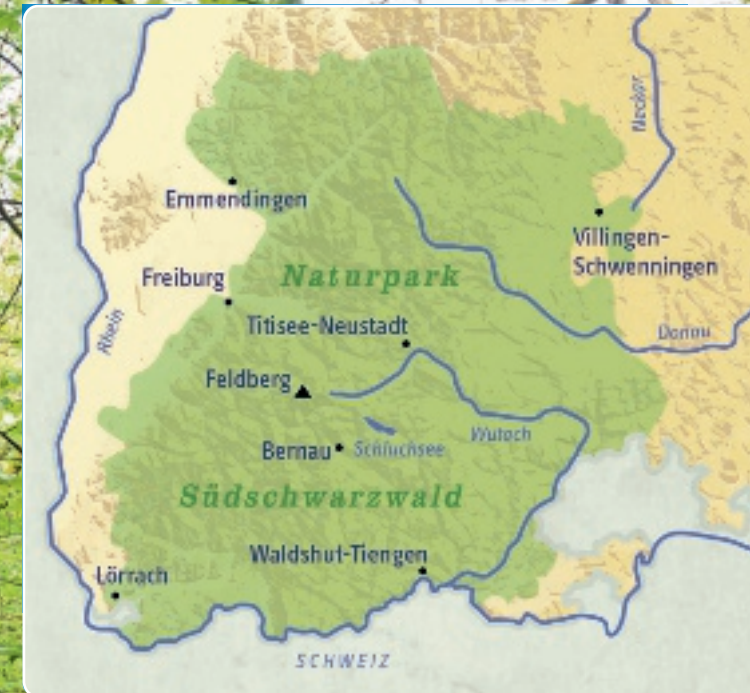 Neckar
Emmendingen
Villingen-
Schwenningen
Freiburg
Naturpark
Rhein
Titisee-Neustadt
Donau
Feldberg
Wutach
Bernau
Schluchsee
Südschwarzwald
Waldshut-Tiengen
Lörrach
SCHWEIZ